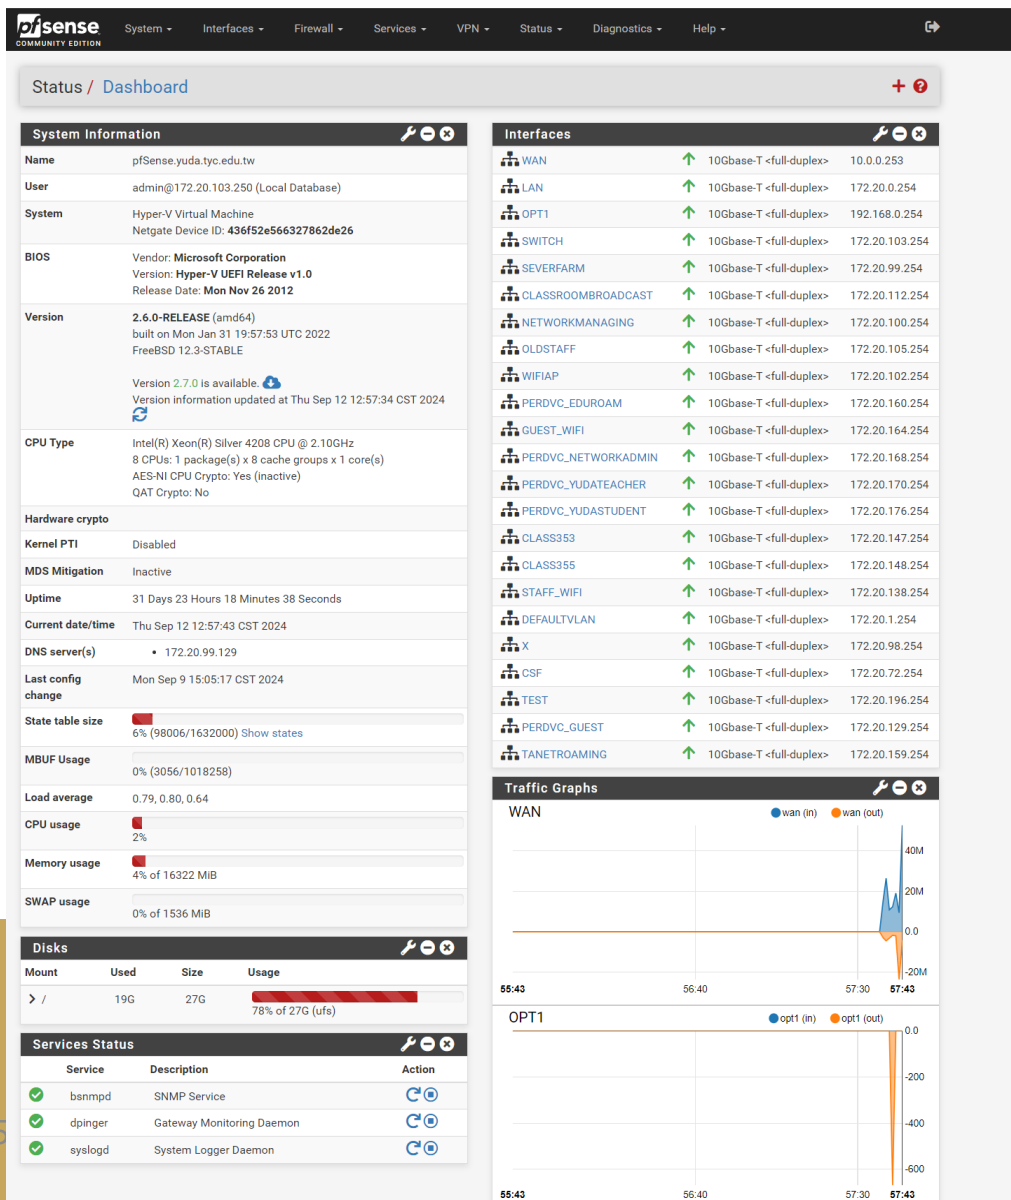 pfsense
COMMUNITY EDITION
System
Interfaces
Firewall
Services
VPN
Status
Diagnostics
Help
Status / Dashboard
System Information
Name pfSense.yuda.tyc.edu.tw
User admin@172.20.103.250 (Local Database)
System Hyper-V Virtual Machine
Netgate Device ID: 436f52e566327862de26
BIOS Vendor: Microsoft Corporation
Version: Hyper-V UEFI Release v1.0
Release Date: Mon Nov 26 2012
Version 2.6.0-RELEASE (amd64)
built on Mon Jan 31 19:57:53 UTC 2022
FreeBSD 12.3-STABLE
Version 2.7.0 is available.
Version information updated at Thu Sep 12 12:57:34 CST 2024
CPU Type Intel(R) Xeon(R) Silver 4208 CPU @ 2.10GHz
8 CPUs: 1 package(s) x 8 cache groups x 1 core(s)
AES-NI CPU Crypto: Yes (inactive)
QAT Crypto: No
Hardware crypto
Kernel PTI Disabled
MDS Mitigation Inactive
Uptime 31 Days 23 Hours 18 Minutes 38 Seconds
Current date/time Thu Sep 12 12:57:43 CST 2024
DNS server(s) • 172.20.99.129
Last config change Mon Sep 9 15:05:17 CST 2024
State table size
6% (98006/1632000) Show states
MBUF Usage
0% (3056/1018258)
Load average 0.79, 0.80, 0.64
CPU usage
2%
Memory usage
4% of 16322 MiB
SWAP usage
0% of 1536 MiB
Disks
Mount Used Size Usage
/ 19G 27G
78% of 27G (ufs)
Services Status
Service Description Action
bsnmpd SNMP Service
dpinger Gateway Monitoring Daemon
syslogd System Logger Daemon
Interfaces
WAN 10Gbase-T <full-duplex> 10.0.0.253
LAN 10Gbase-T <full-duplex> 172.20.0.254
OPT1 10Gbase-T <full-duplex> 192.168.0.254
SWITCH 10Gbase-T <full-duplex> 172.20.103.254
SEVERFARM 10Gbase-T <full-duplex> 172.20.99.254
CLASSROOMBROADCAST 10Gbase-T <full-duplex> 172.20.112.254
NETWORKMANAGING 10Gbase-T <full-duplex> 172.20.100.254
OLDSTAFF 10Gbase-T <full-duplex> 172.20.105.254
WIFIAP 10Gbase-T <full-duplex> 172.20.102.254
PERDVC_EDUROAM 10Gbase-T <full-duplex> 172.20.160.254
GUEST_WIFI 10Gbase-T <full-duplex> 172.20.164.254
PERDVC_NETWORKADMIN 10Gbase-T <full-duplex> 172.20.168.254
PERDVC_YUDATEACHER 10Gbase-T <full-duplex> 172.20.170.254
PERDVC_YUDASTUDENT 10Gbase-T <full-duplex> 172.20.176.254
CLASS353 10Gbase-T <full-duplex> 172.20.147.254
CLASS355 10Gbase-T <full-duplex> 172.20.148.254
STAFF_WIFI 10Gbase-T <full-duplex> 172.20.138.254
DEFAULTVLAN 10Gbase-T <full-duplex> 172.20.1.254
X 10Gbase-T <full-duplex> 172.20.98.254
CSF 10Gbase-T <full-duplex> 172.20.72.254
TEST 10Gbase-T <full-duplex> 172.20.196.254
PERDVC_GUEST 10Gbase-T <full-duplex> 172.20.129.254
TANETROAMING 10Gbase-T <full-duplex> 172.20.159.254
Traffic Graphs
WAN wan (in) wan (out)
40M
20M
0.0
-20M
55:43 56:40 57:30 57:43
OPT1 opt1 (in) opt1 (out)
0.0
-200
-400
-600
55:43 56:40 57:30 57:43